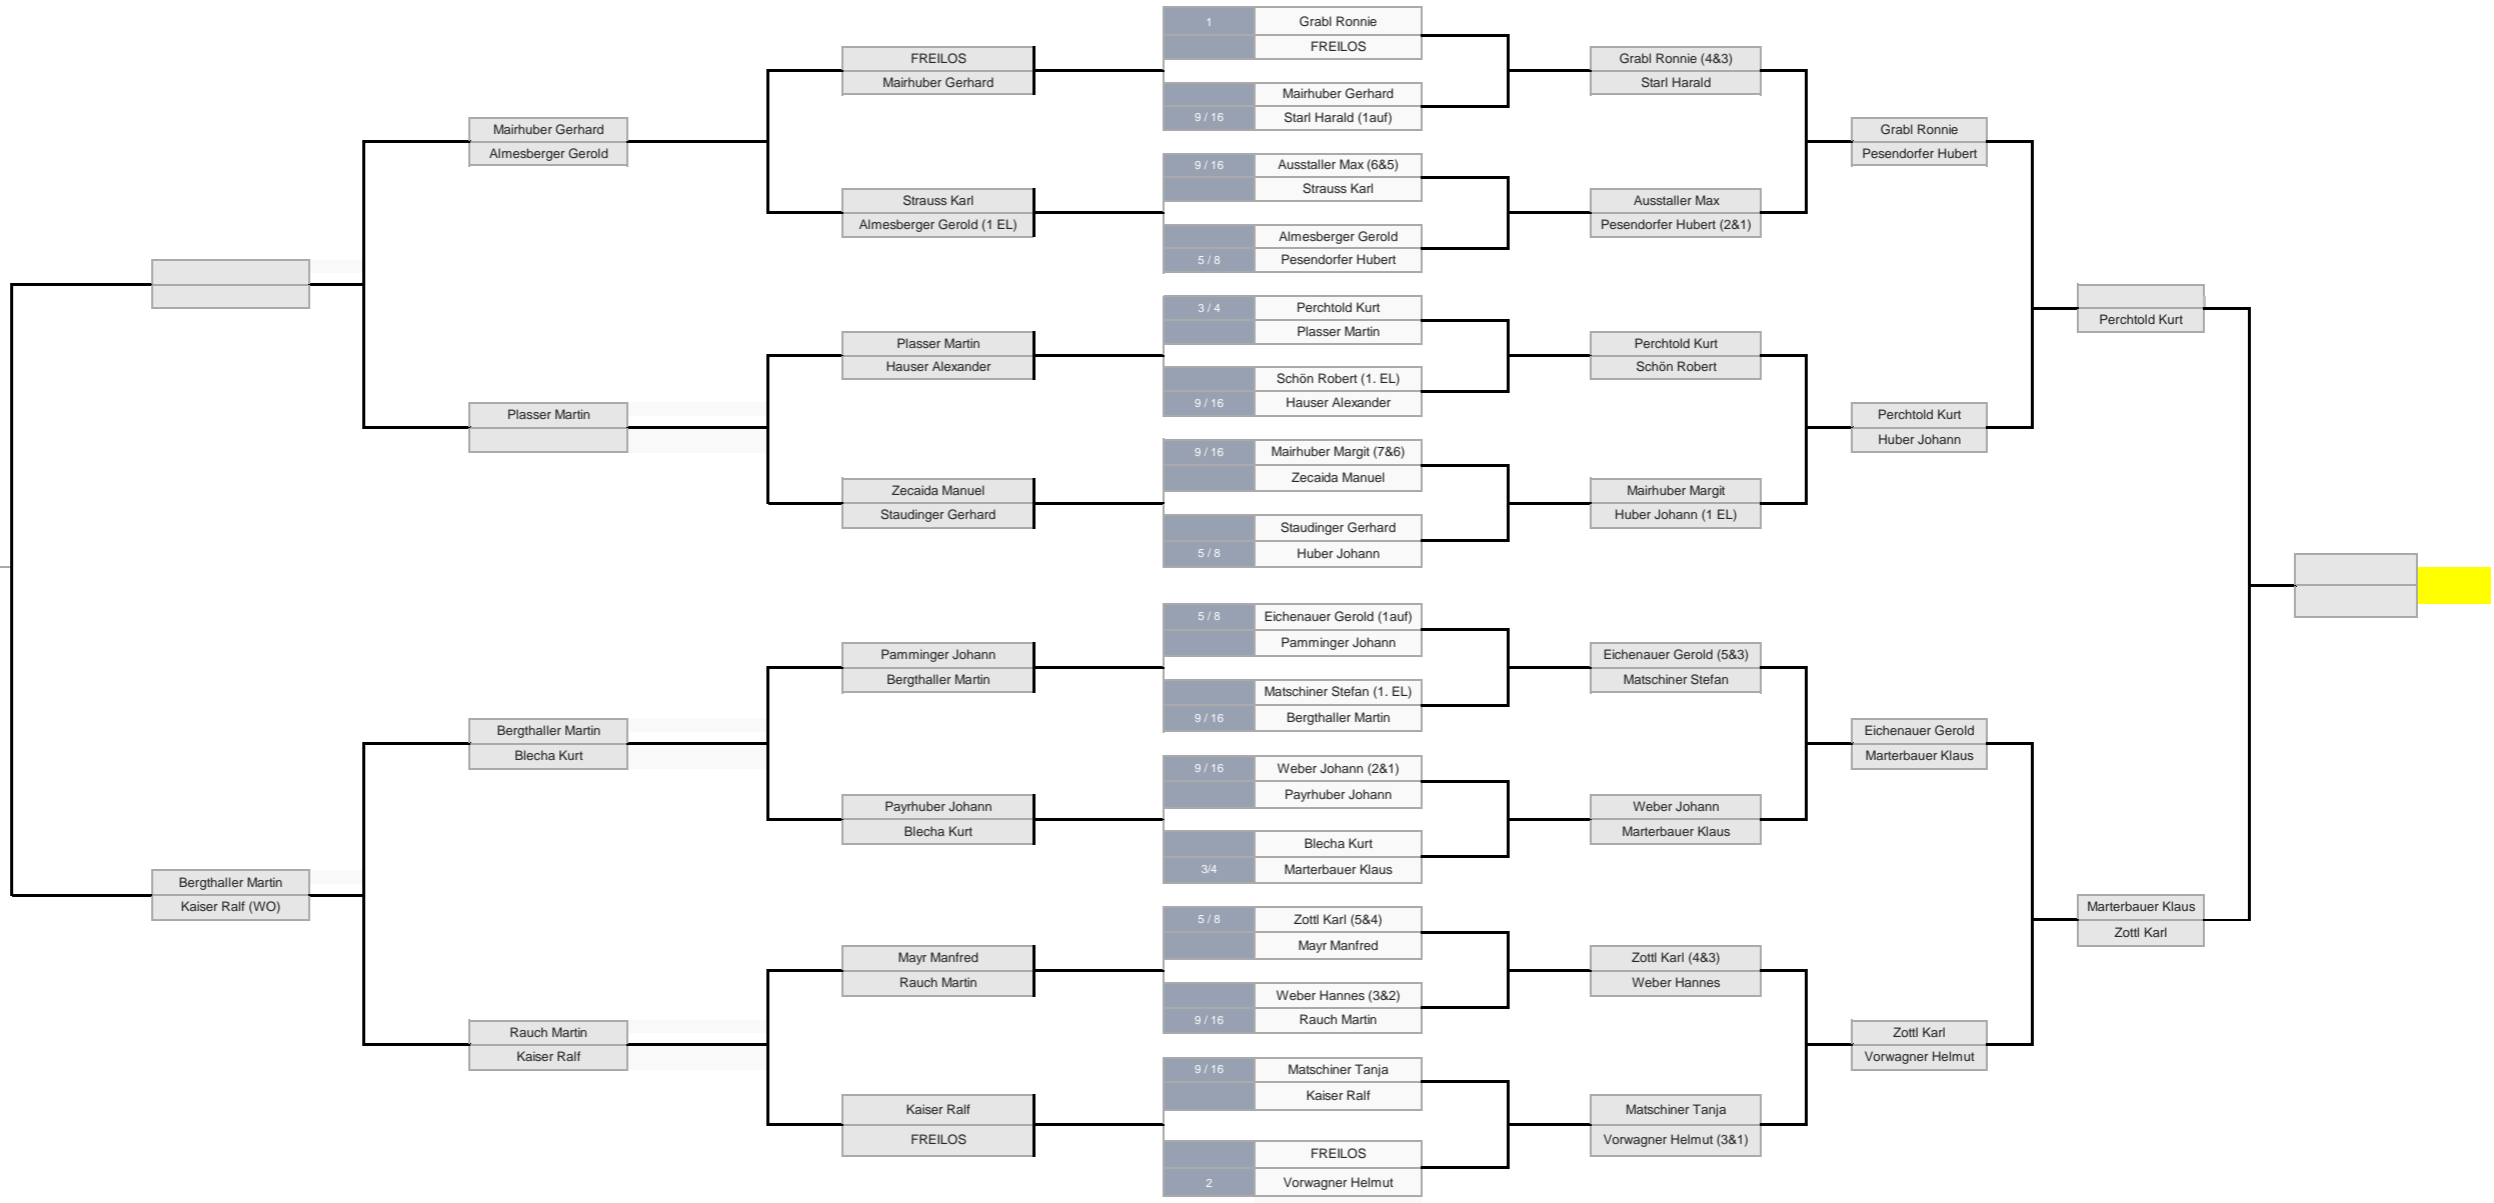 Bergthaller Martin
Kaiser Ralf (WO)
Mairhuber Gerhard
Almesberger Gerold
Plasser Martin
Bergthaller Martin
Blecha Kurt
Rauch Martin
Kaiser Ralf
FREILOS
Mairhuber Gerhard
Strauss Karl
Almesberger Gerold (1 EL)
Plasser Martin
Hauser Alexander
Zecaida Manuel
Staudinger Gerhard
Pamminger Johann
Bergthaller Martin
Payrhuber Johann
Blecha Kurt
Mayr Manfred
Rauch Martin
Kaiser Ralf
FREILOS
1 Grabl Ronnie
FREILOS
Mairhuber Gerhard
9 / 16 Starl Harald (1auf)
9 / 16 Ausstaller Max (6&5)
Strauss Karl
Almesberger Gerold
5 / 8 Pesendorfer Hubert
3 / 4 Perchtold Kurt
Plasser Martin
Schön Robert (1. EL)
9 / 16 Hauser Alexander
9 / 16 Mairhuber Margit (7&6)
Zecaida Manuel
Staudinger Gerhard
5 / 8 Huber Johann
5 / 8 Eichenauer Gerold (1auf)
Pamminger Johann
Matschiner Stefan (1. EL)
9 / 16 Bergthaller Martin
9 / 16 Weber Johann (2&1)
Payrhuber Johann
Blecha Kurt
3/4 Marterbauer Klaus
5 / 8 Zottl Karl (5&4)
Mayr Manfred
Weber Hannes (3&2)
9 / 16 Rauch Martin
9 / 16 Matschiner Tanja
Kaiser Ralf
FREILOS
2 Vorwagner Helmut
Grabl Ronnie (4&3)
Starl Harald
Ausstaller Max
Pesendorfer Hubert (2&1)
Perchtold Kurt
Schön Robert
Mairhuber Margit
Huber Johann (1 EL)
Eichenauer Gerold (5&3)
Matschiner Stefan
Weber Johann
Marterbauer Klaus
Zottl Karl (4&3)
Weber Hannes
Matschiner Tanja
Vorwagner Helmut (3&1)
Grabl Ronnie
Pesendorfer Hubert
Perchtold Kurt
Huber Johann
Eichenauer Gerold
Marterbauer Klaus
Zottl Karl
Vorwagner Helmut
Perchtold Kurt
Marterbauer Klaus
Zottl Karl